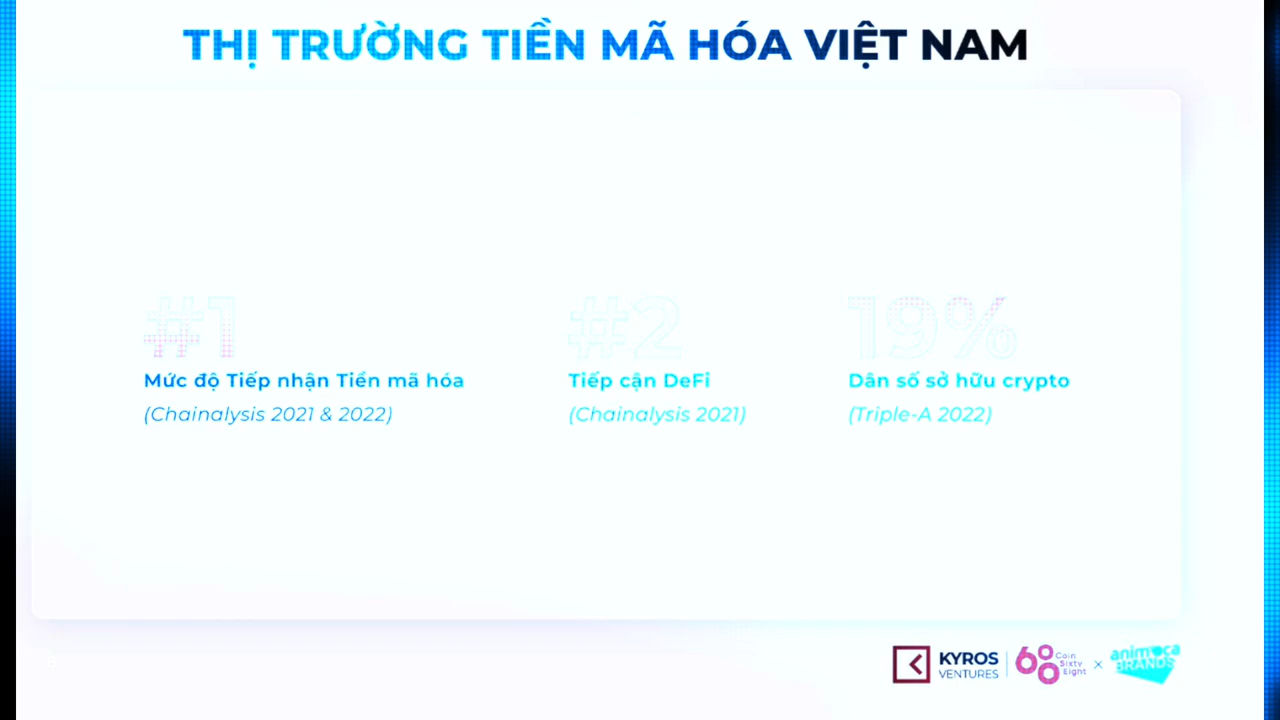 THỊ TRƯỜNG TIỀN MÃ HÓA VIỆT NAM
#1
Mức độ Tiếp nhận Tiền mã hóa
(Chainalysis 2021 & 2022)
#2
Tiếp cận DeFi
(Chainalysis 2021)
19%
Dân số sở hữu crypto
(Triple-A 2022)
KYROS
VENTURES
68
Coin
Sixty
Eight
×
animoca
BRANDS